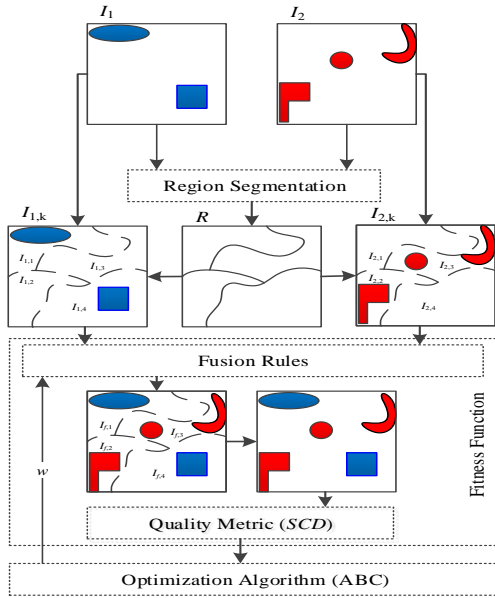 I1
I2
Region Segmentation
I1,k
R
I2,k
I1,1
I1,3
I1,2
I1,4
I2,1
I2,3
I2,2
I2,4
Fusion Rules
If,1
If,3
If,2
If,4
w
Quality Metric (SCD)
Fitness Function
Optimization Algorithm (ABC)